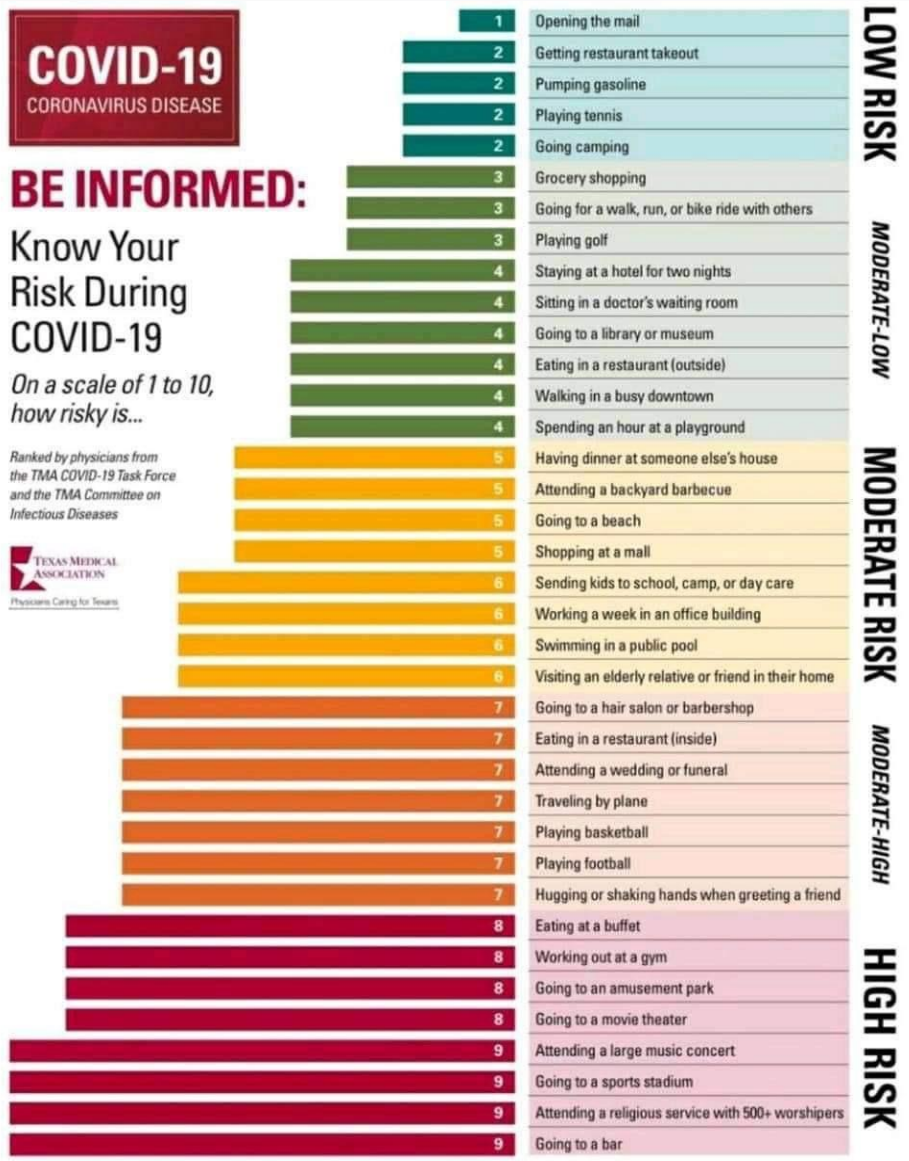 COVID-19
CORONAVIRUS DISEASE
BE INFORMED:
Know Your
Risk During
COVID-19
On a scale of 1 to 10,
how risky is...
Ranked by physicians from
the TMA COVID-19 Task Force
and the TMA Committee on
Infectious Diseases
TEXAS MEDICAL
ASSOCIATION
Physicians Caring for Texans
1 Opening the mail
2 Getting restaurant takeout
2 Pumping gasoline
2 Playing tennis
2 Going camping
LOW RISK
3 Grocery shopping
3 Going for a walk, run, or bike ride with others
3 Playing golf
4 Staying at a hotel for two nights
4 Sitting in a doctor's waiting room
4 Going to a library or museum
4 Eating in a restaurant (outside)
4 Walking in a busy downtown
4 Spending an hour at a playground
MODERATE-LOW
5 Having dinner at someone else's house
5 Attending a backyard barbecue
5 Going to a beach
5 Shopping at a mall
6 Sending kids to school, camp, or day care
6 Working a week in an office building
6 Swimming in a public pool
6 Visiting an elderly relative or friend in their home
MODERATE RISK
7 Going to a hair salon or barbershop
7 Eating in a restaurant (inside)
7 Attending a wedding or funeral
7 Traveling by plane
7 Playing basketball
7 Playing football
7 Hugging or shaking hands when greeting a friend
MODERATE-HIGH
8 Eating at a buffet
8 Working out at a gym
8 Going to an amusement park
8 Going to a movie theater
9 Attending a large music concert
9 Going to a sports stadium
9 Attending a religious service with 500+ worshipers
9 Going to a bar
HIGH RISK